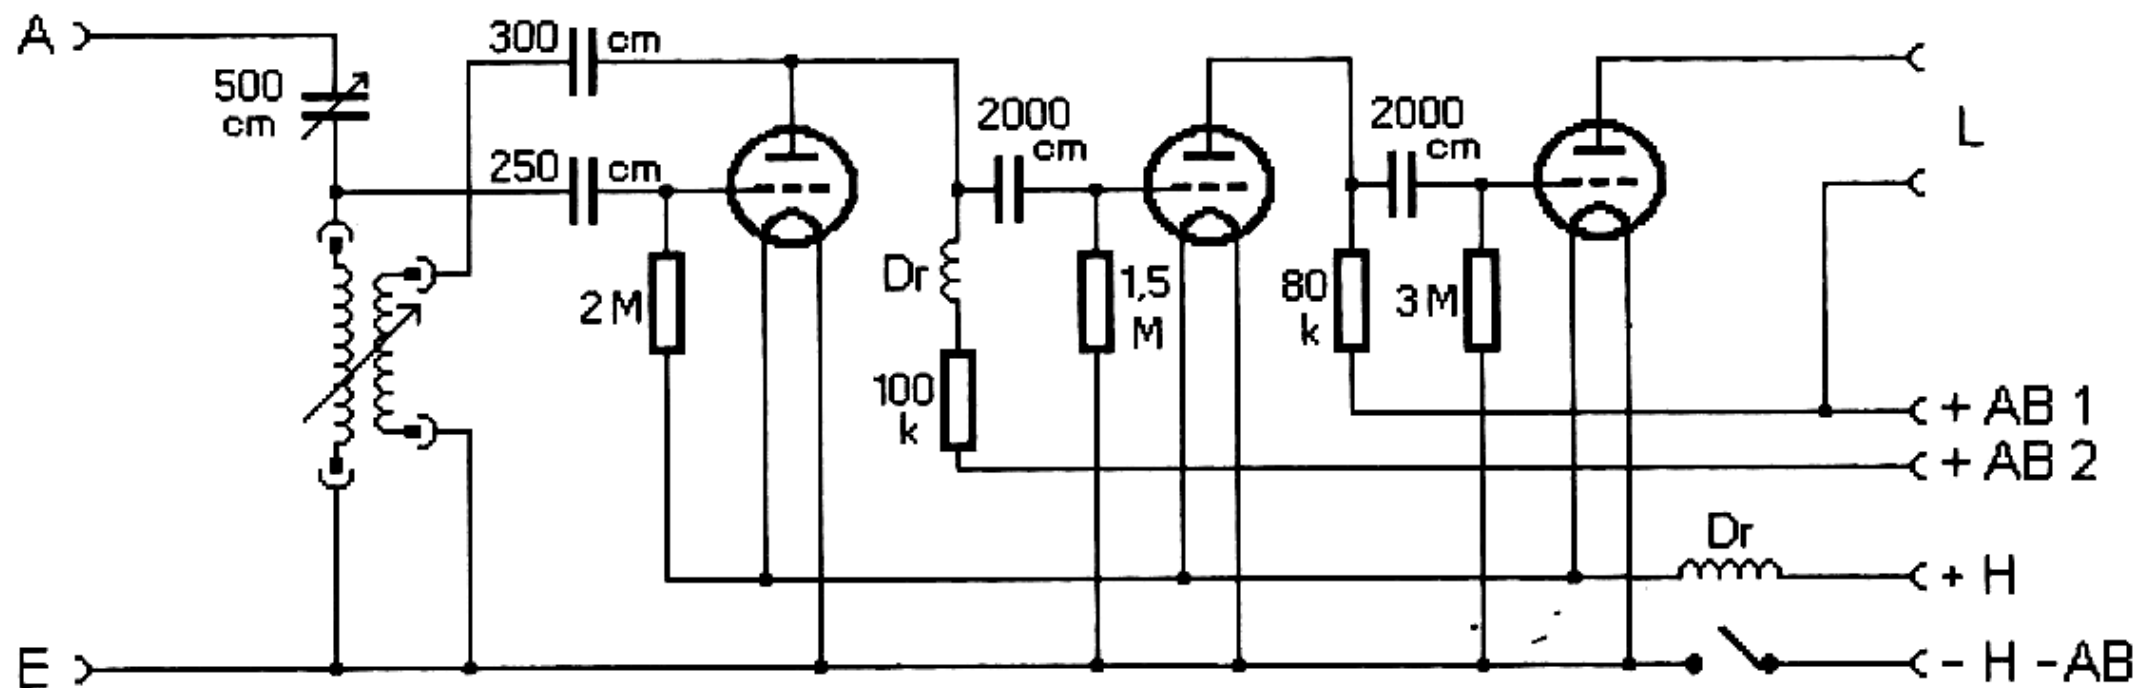 A
500
cm
300 cm
250 cm
2 M
Dr
100
k
2000
cm
1,5
M
80
k
2000
cm
3 M
L
+ AB 1
+ AB 2
Dr
+ H
E
- H - AB